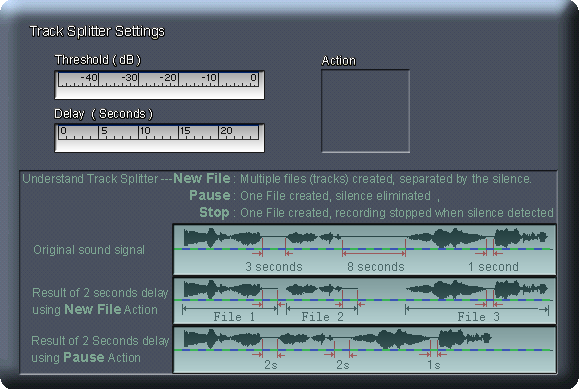 Track Splitter Settings
Threshold ( dB )
Action
-40 -30 -20 -10 0
Delay ( Seconds )
0 5 10 15 20
Understand Track Splitter ---New File : Multiple files (tracks) created, separated by the silence.
Pause : One File created, silence eliminated ,
Stop : One File created, recording stopped when silence detected
Original sound signal
3 seconds 8 seconds 1 second
Result of 2 seconds delay
using New File Action
File 1 File 2 File 3
Result of 2 Seconds delay
using Pause Action
2s 2s 1s